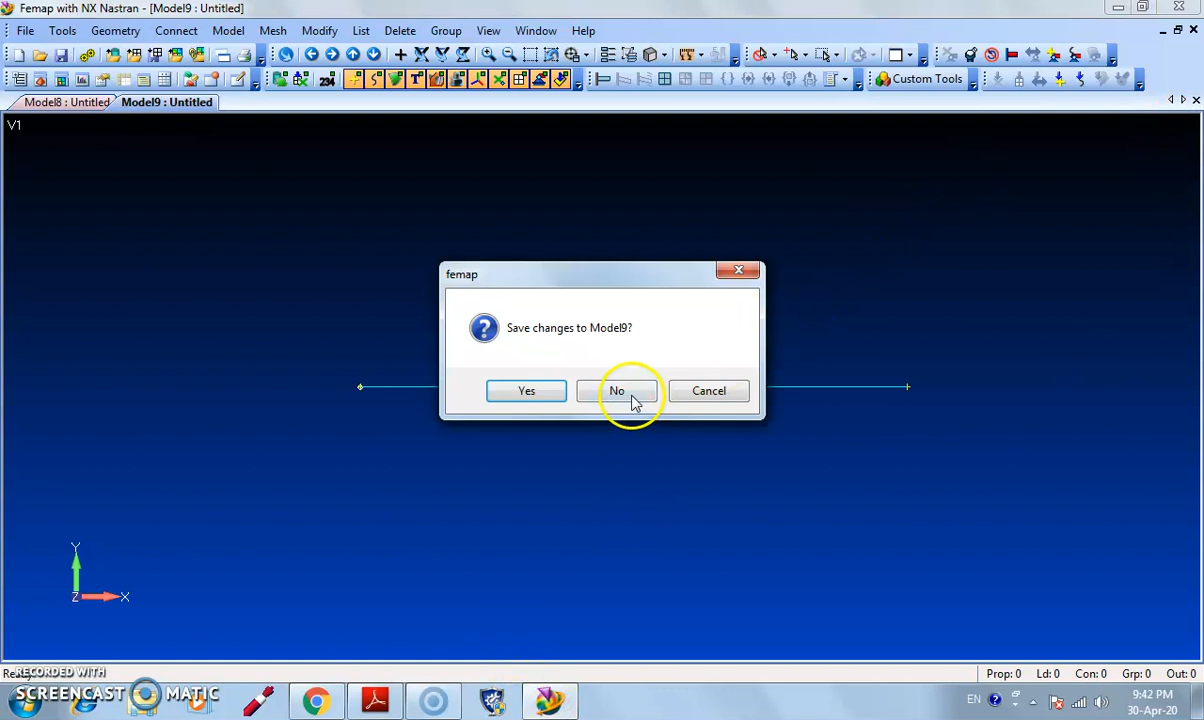 Femap with NX Nastran - [Model9 : Untitled]
File Tools Geometry Connect Model Mesh Modify List Delete Group View Window Help
234 T Custom Tools
Model8 : Untitled Model9 : Untitled
V1
femap
Save changes to Model9?
Yes No Cancel
Y
Z X
Prop: 0 Ld: 0 Con: 0 Grp: 0 Out: 0
RECORDED WITH
SCREENCAST MATIC
EN
9:42 PM
30-Apr-20